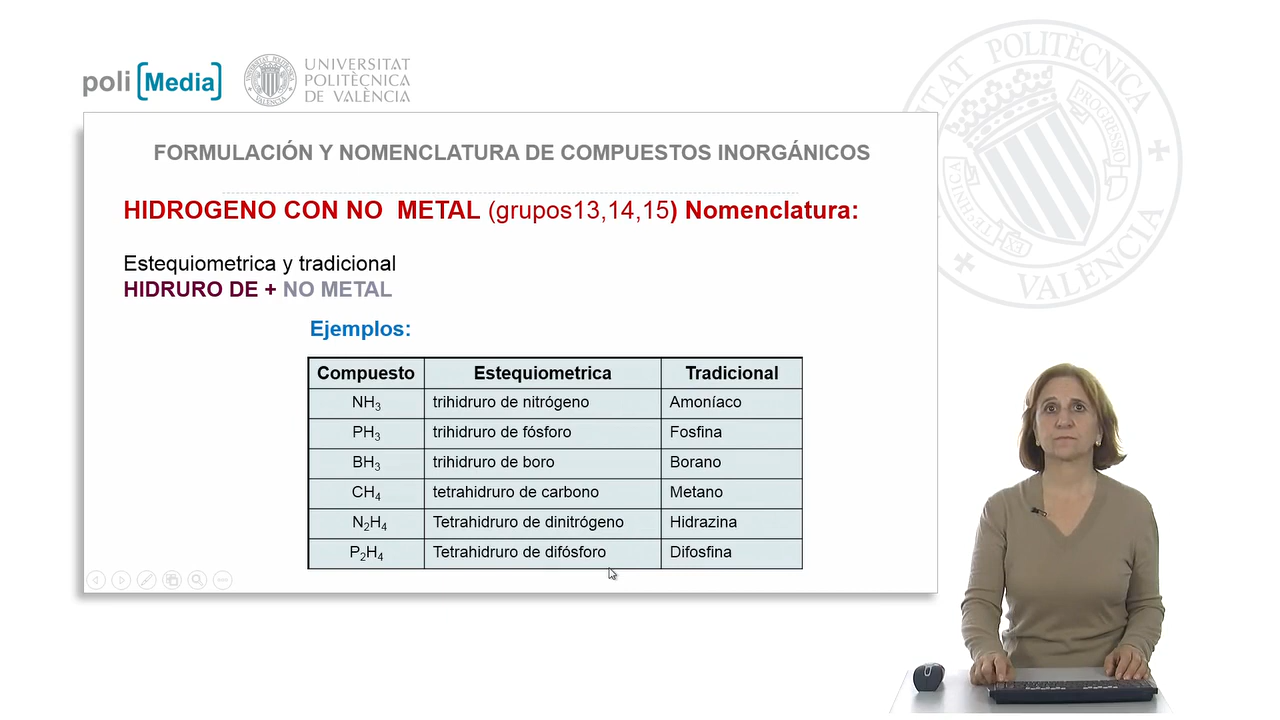 poli [Media]
UNIVERSITAT
POLITÈCNICA
DE VALÈNCIA
FORMULACIÓN Y NOMENCLATURA DE COMPUESTOS INORGÁNICOS
HIDROGENO CON NO METAL (grupos13,14,15) Nomenclatura:
Estequiometrica y tradicional
HIDRURO DE + NO METAL
Ejemplos:
Compuesto Estequiometrica Tradicional
NH3 trihidruro de nitrógeno Amoníaco
PH3 trihidruro de fósforo Fosfina
BH3 trihidruro de boro Borano
CH4 tetrahidruro de carbono Metano
N2H4 Tetrahidruro de dinitrógeno Hidrazina
P2H4 Tetrahidruro de difósforo Difosfina
POLITÈCNICA
VALÈNCIA
PROGRESSIO